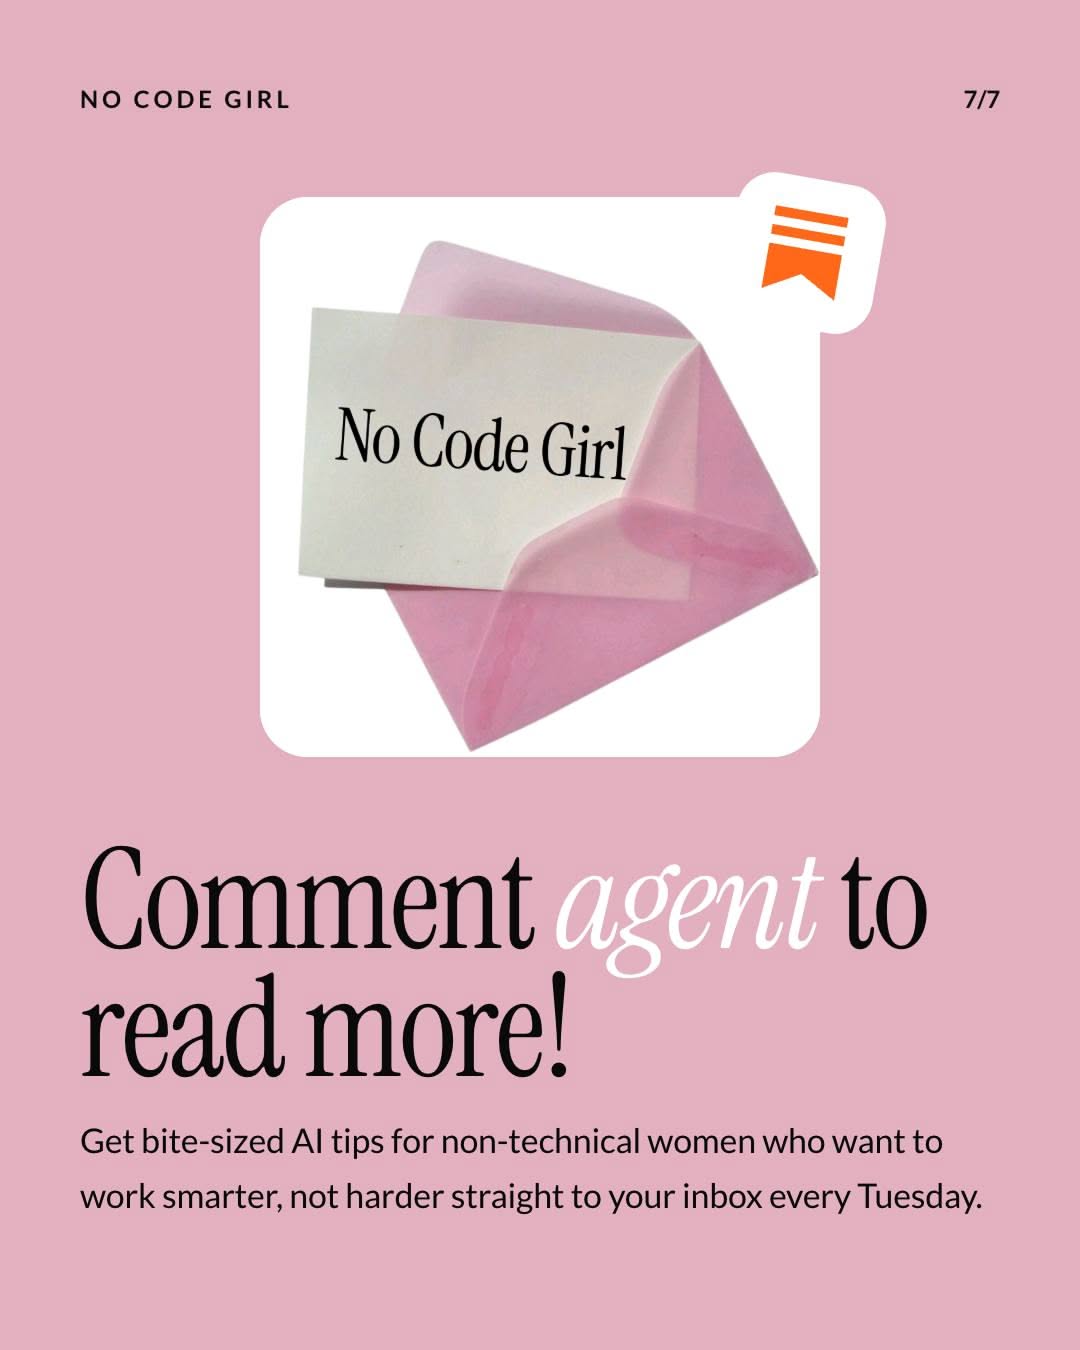 NO CODE GIRL
7/7
No Code Girl
Comment agent to
read more!
Get bite-sized AI tips for non-technical women who want to
work smarter, not harder straight to your inbox every Tuesday.